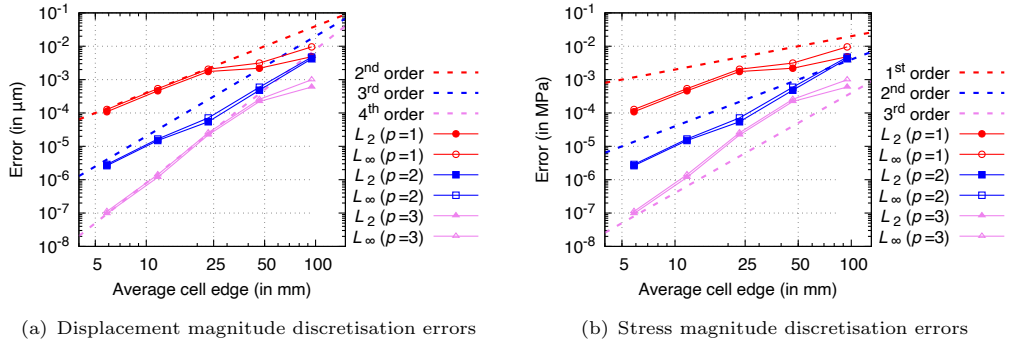 Error (in µm)
10⁻¹
10⁻²
10⁻³
10⁻⁴
10⁻⁵
10⁻⁶
10⁻⁷
10⁻⁸
5 10 25 50 100
Average cell edge (in mm)
2ⁿᵈ order
3ʳᵈ order
4ᵗʰ order
L₂ (p=1)
L∞ (p=1)
L₂ (p=2)
L∞ (p=2)
L₂ (p=3)
L∞ (p=3)
(a) Displacement magnitude discretisation errors
Error (in MPa)
10⁻¹
10⁻²
10⁻³
10⁻⁴
10⁻⁵
10⁻⁶
10⁻⁷
10⁻⁸
5 10 25 50 100
Average cell edge (in mm)
1ˢᵗ order
2ⁿᵈ order
3ʳᵈ order
L₂ (p=1)
L∞ (p=1)
L₂ (p=2)
L∞ (p=2)
L₂ (p=3)
L∞ (p=3)
(b) Stress magnitude discretisation errors